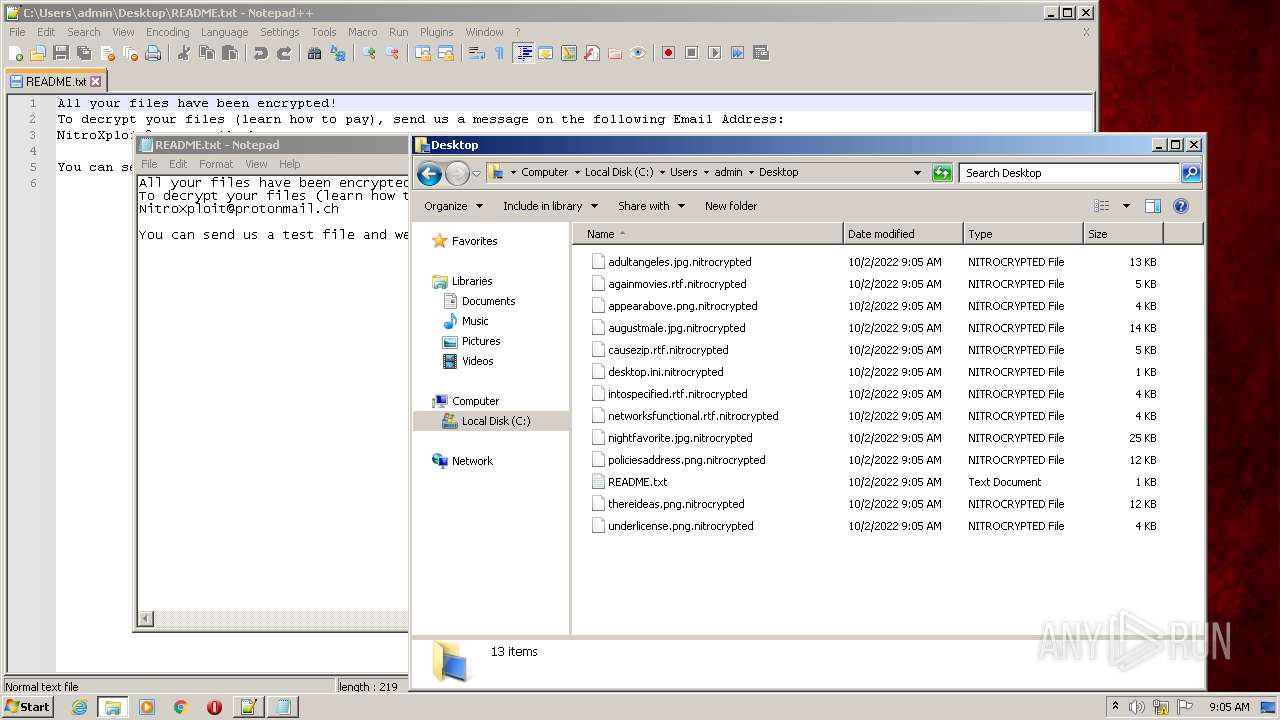 C:\Users\admin\Desktop\README.txt - Notepad++
File Edit Search View Encoding Language Settings Tools Macro Run Plugins Window ? X
README.txt
1 All your files have been encrypted!
2 To decrypt your files (learn how to pay), send us a message on the following Email Address:
3
4
5 You can
6
README.txt - Notepad
File Edit Format View Help
All your files have been encrypted
To decrypt your files (learn how
Nitroxploit@protonmail.ch
You can send us a test file and we
Desktop
Computer Local Disk (C:) Users admin Desktop
Search Desktop
Organize Include in library Share with New folder
Favorites
Libraries
Documents
Music
Pictures
Videos
Computer
Local Disk (C:)
Network
Name Date modified Type Size
adultangeles.jpg.nitrocrypted 10/2/2022 9:05 AM NITROCRYPTED File 13 KB
againmovies.rtf.nitrocrypted 10/2/2022 9:05 AM NITROCRYPTED File 5 KB
appearabove.png.nitrocrypted 10/2/2022 9:05 AM NITROCRYPTED File 4 KB
augustmale.jpg.nitrocrypted 10/2/2022 9:05 AM NITROCRYPTED File 14 KB
causezip.rtf.nitrocrypted 10/2/2022 9:05 AM NITROCRYPTED File 5 KB
desktop.ini.nitrocrypted 10/2/2022 9:05 AM NITROCRYPTED File 1 KB
intospecified.rtf.nitrocrypted 10/2/2022 9:05 AM NITROCRYPTED File 4 KB
networksfunctional.rtf.nitrocrypted 10/2/2022 9:05 AM NITROCRYPTED File 4 KB
nightfavorite.jpg.nitrocrypted 10/2/2022 9:05 AM NITROCRYPTED File 25 KB
policiesaddress.png.nitrocrypted 10/2/2022 9:05 AM NITROCRYPTED File 12 KB
README.txt 10/2/2022 9:05 AM Text Document 1 KB
thereideas.png.nitrocrypted 10/2/2022 9:05 AM NITROCRYPTED File 12 KB
underlicense.png.nitrocrypted 10/2/2022 9:05 AM NITROCRYPTED File 4 KB
13 items
ANY RUN
Normal text file length : 219
Start 9:05 AM